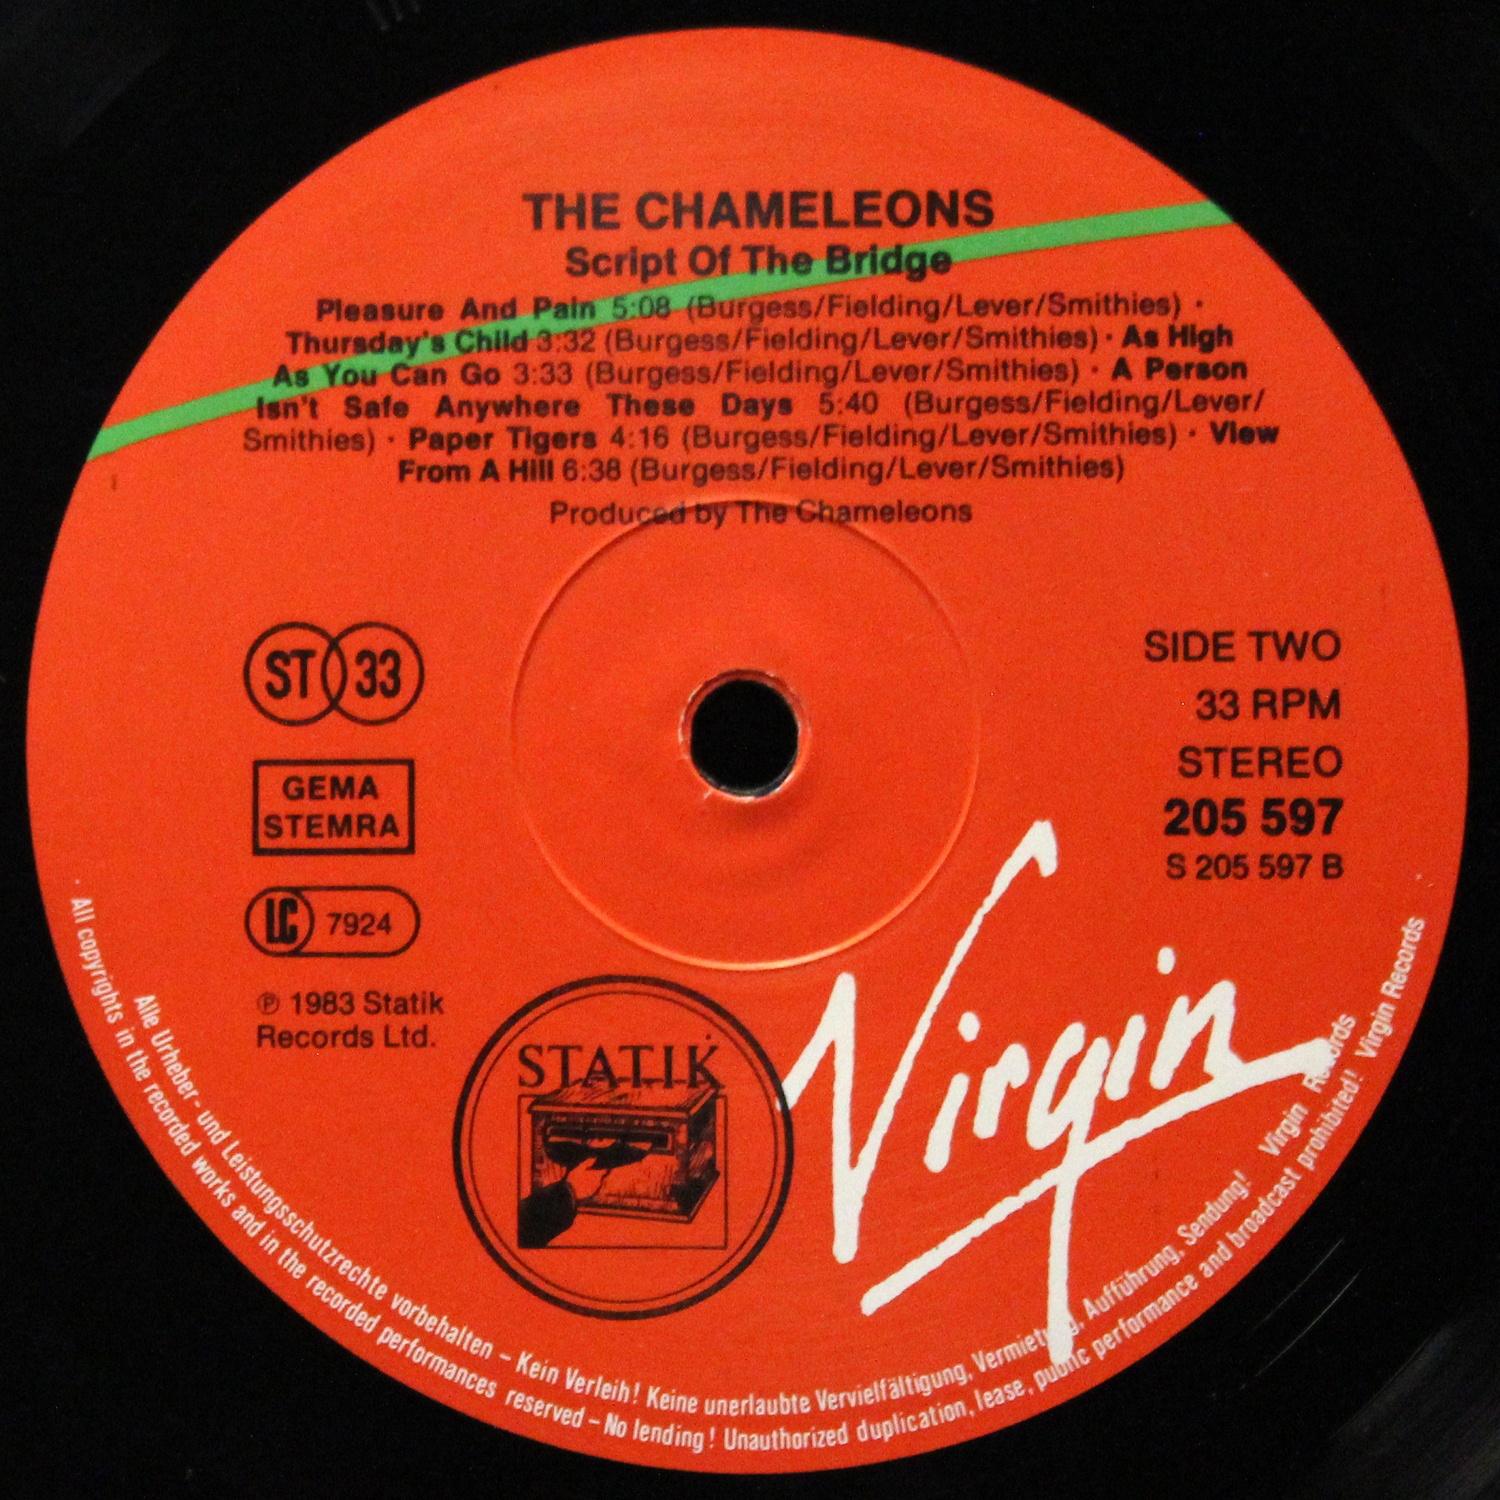 THE CHAMELEONS
Script Of The Bridge
Pleasure And Pain 5:08 (Burgess/Fielding/Lever/Smithies) ·
Thursday's Child 3:32 (Burgess/Fielding/Lever/Smithies) · As High
As You Can Go 3:33 (Burgess/Fielding/Lever/Smithies) · A Person
Isn't Safe Anywhere These Days 5:40 (Burgess/Fielding/Lever/
Smithies) · Paper Tigers 4:16 (Burgess/Fielding/Lever/Smithies) · View
From A Hill 6:38 (Burgess/Fielding/Lever/Smithies)
Produced by The Chameleons
ST 33
GEMA
STEMRA
LC 7924
℗ 1983 Statik
Records Ltd.
SIDE TWO
33 RPM
STEREO
205 597
S 205 597 B
STATIK
Virgin
Alle Urheber- und Leistungsschutzrechte vorbehalten – Kein Verleih! Keine unerlaubte Vervielfältigung, Vermietung, Aufführung, Sendung! Virgin Records
All copyrights in the recorded works and in the recorded performances reserved – No lending! Unauthorized duplication, lease, public performance and broadcast prohibited! Virgin Records